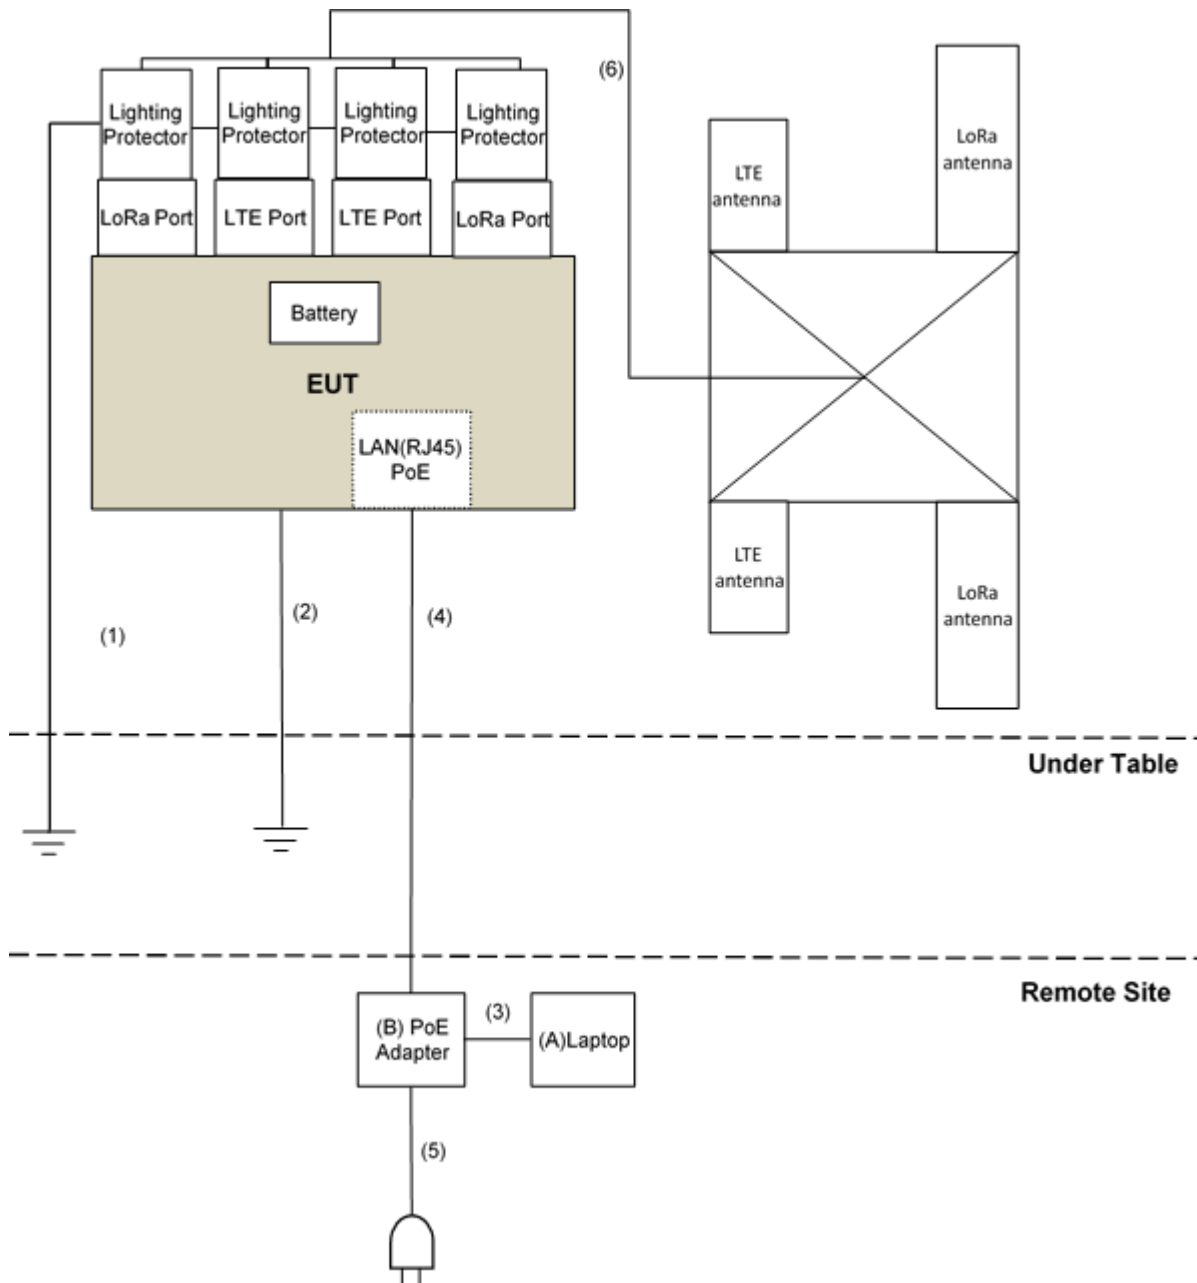 (6)
Lighting
Protector
Lighting
Protector
Lighting
Protector
Lighting
Protector
LoRa Port
LTE Port
LTE Port
LoRa Port
LTE
antenna
LoRa
antenna
Battery
EUT
LAN(RJ45)
PoE
LTE
antenna
LoRa
antenna
(1)
(2)
(4)
Under Table
Remote Site
(B) PoE
Adapter
(3)
(A)Laptop
(5)